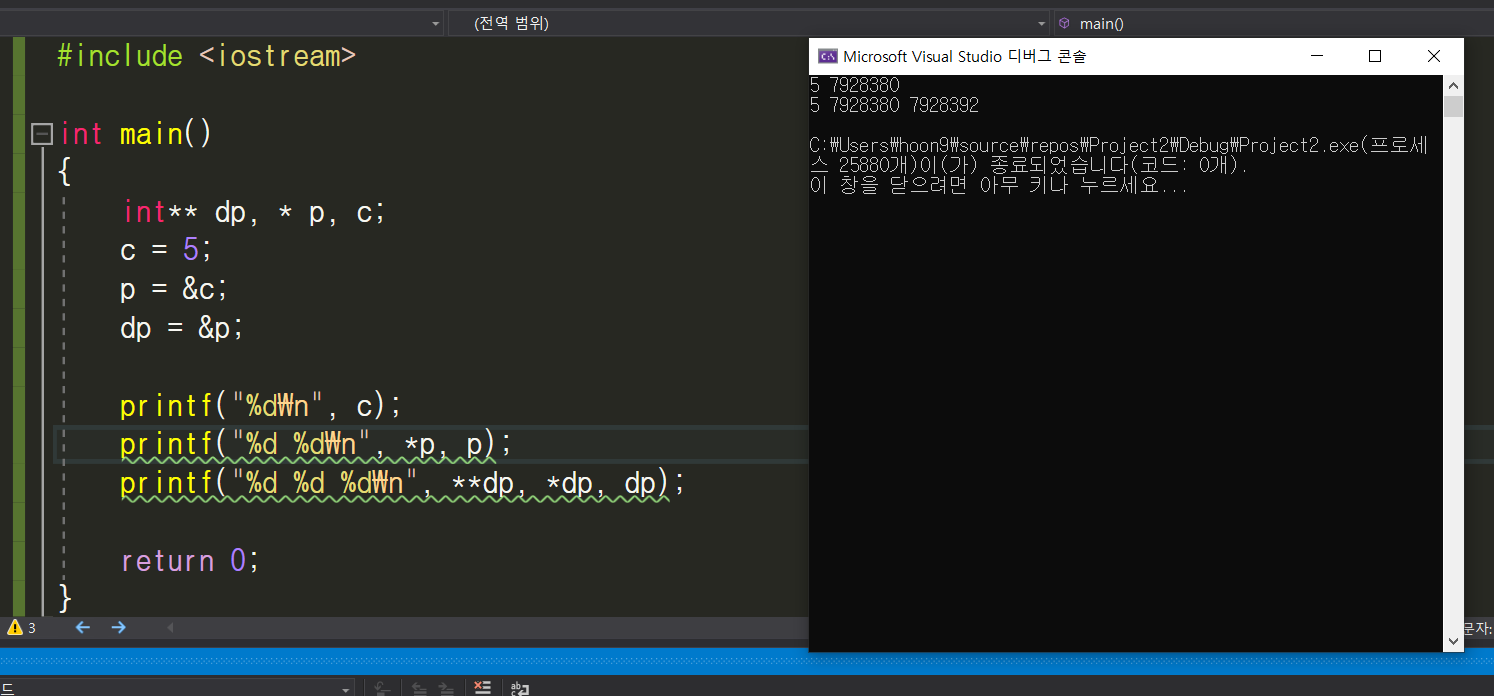 (전역 범위) main()
#include <iostream>
int main()
{
int** dp, * p, c;
c = 5;
p = &c;
dp = &p;
printf("%d₩n", c);
printf("%d %d₩n", *p, p);
printf("%d %d %d₩n", **dp, *dp, dp);
return 0;
}
3
Microsoft Visual Studio 디버그 콘솔
5 7928380
5 7928380 7928392
C:₩Users₩hoon9₩source₩repos₩Project2₩Debug₩Project2.exe(프로세
스 25880개)이(가) 종료되었습니다(코드: 0개).
이 창을 닫으려면 아무 키나 누르세요...
문자:
드